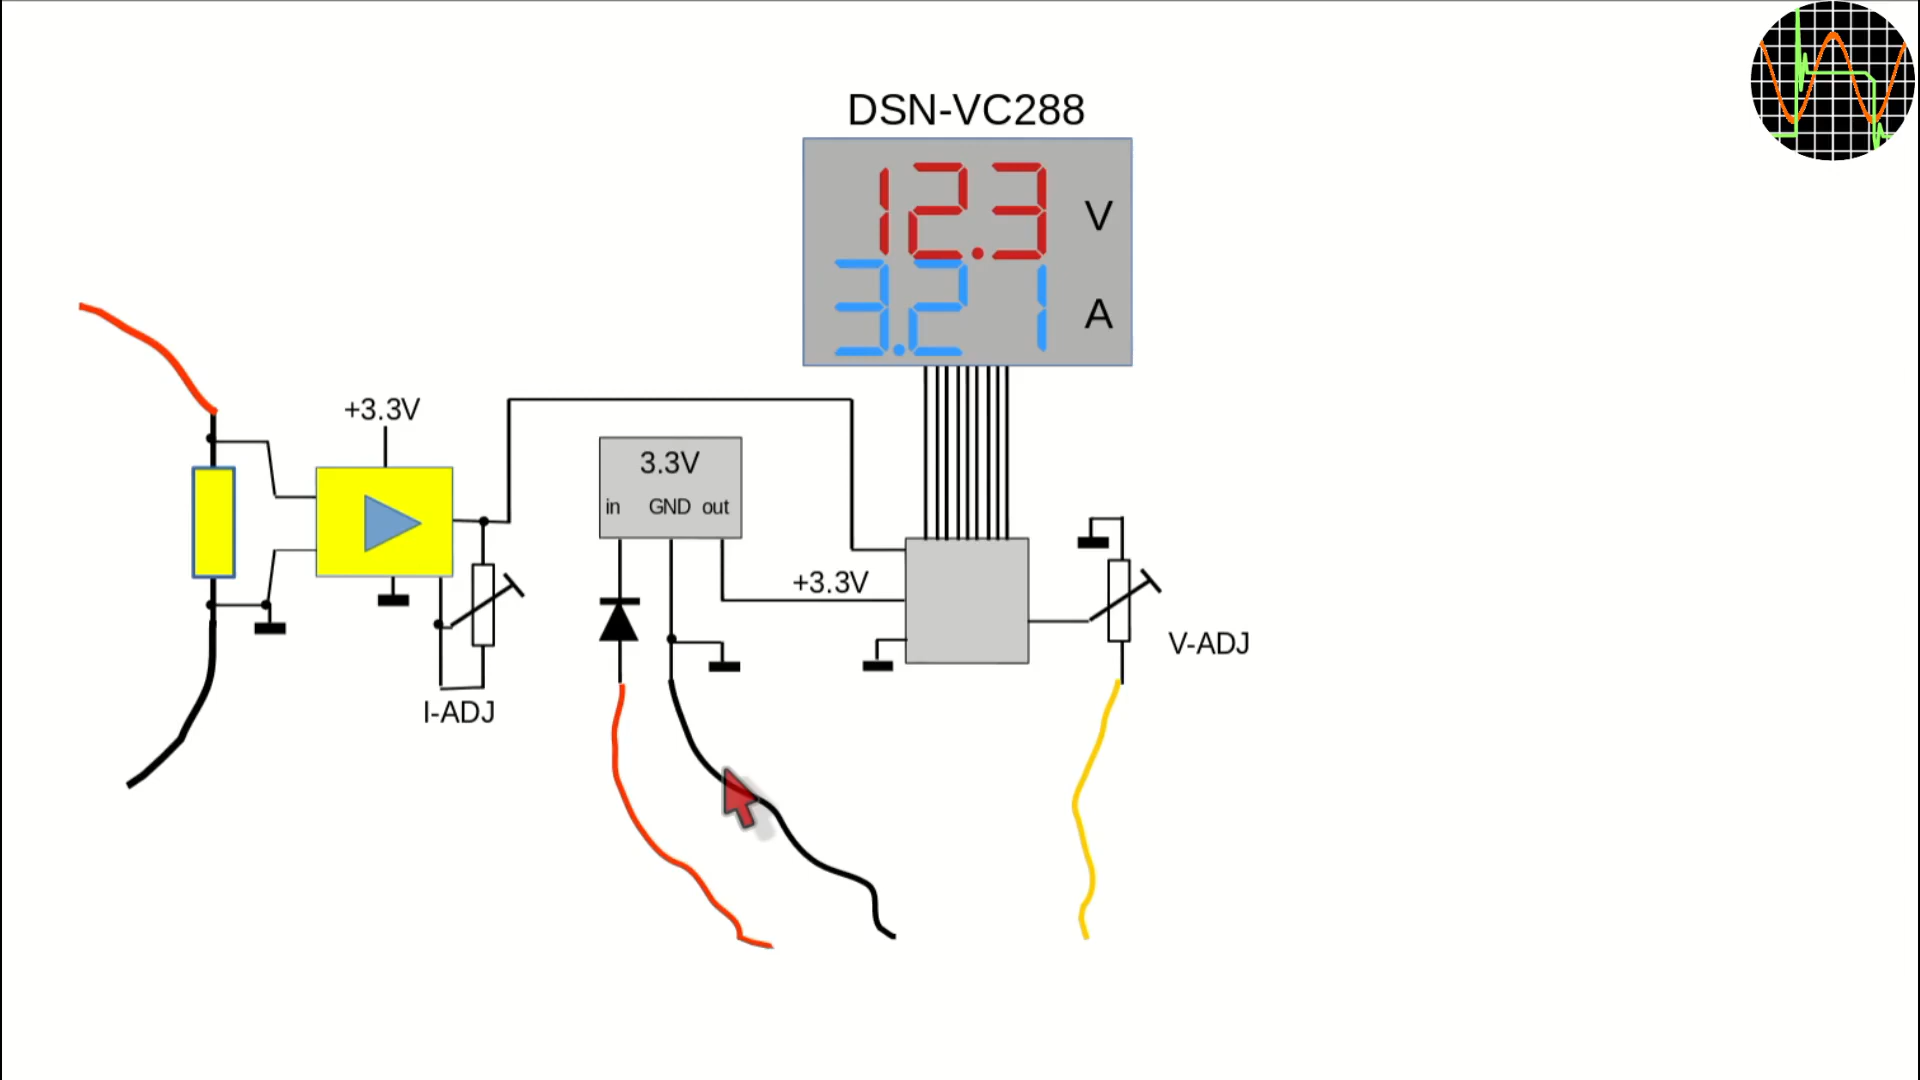 DSN-VC288
12.3 V
3.21 A
+3.3V
3.3V
in GND out
+3.3V
V-ADJ
I-ADJ